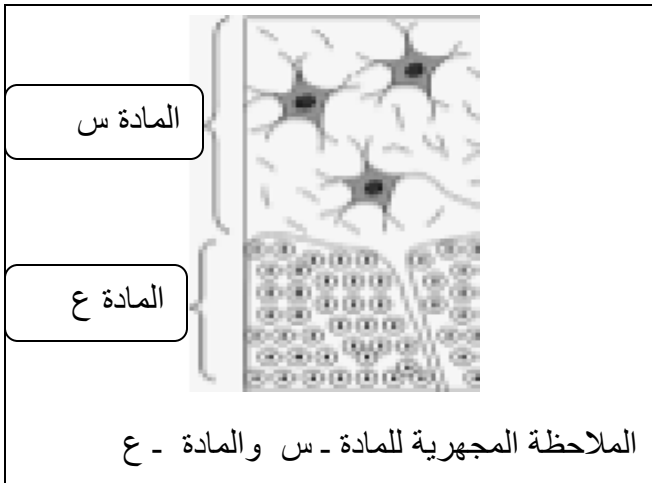 المادة س
المادة ع
الملاحظة المجهرية للمادة ـ س والمادة ـ ع